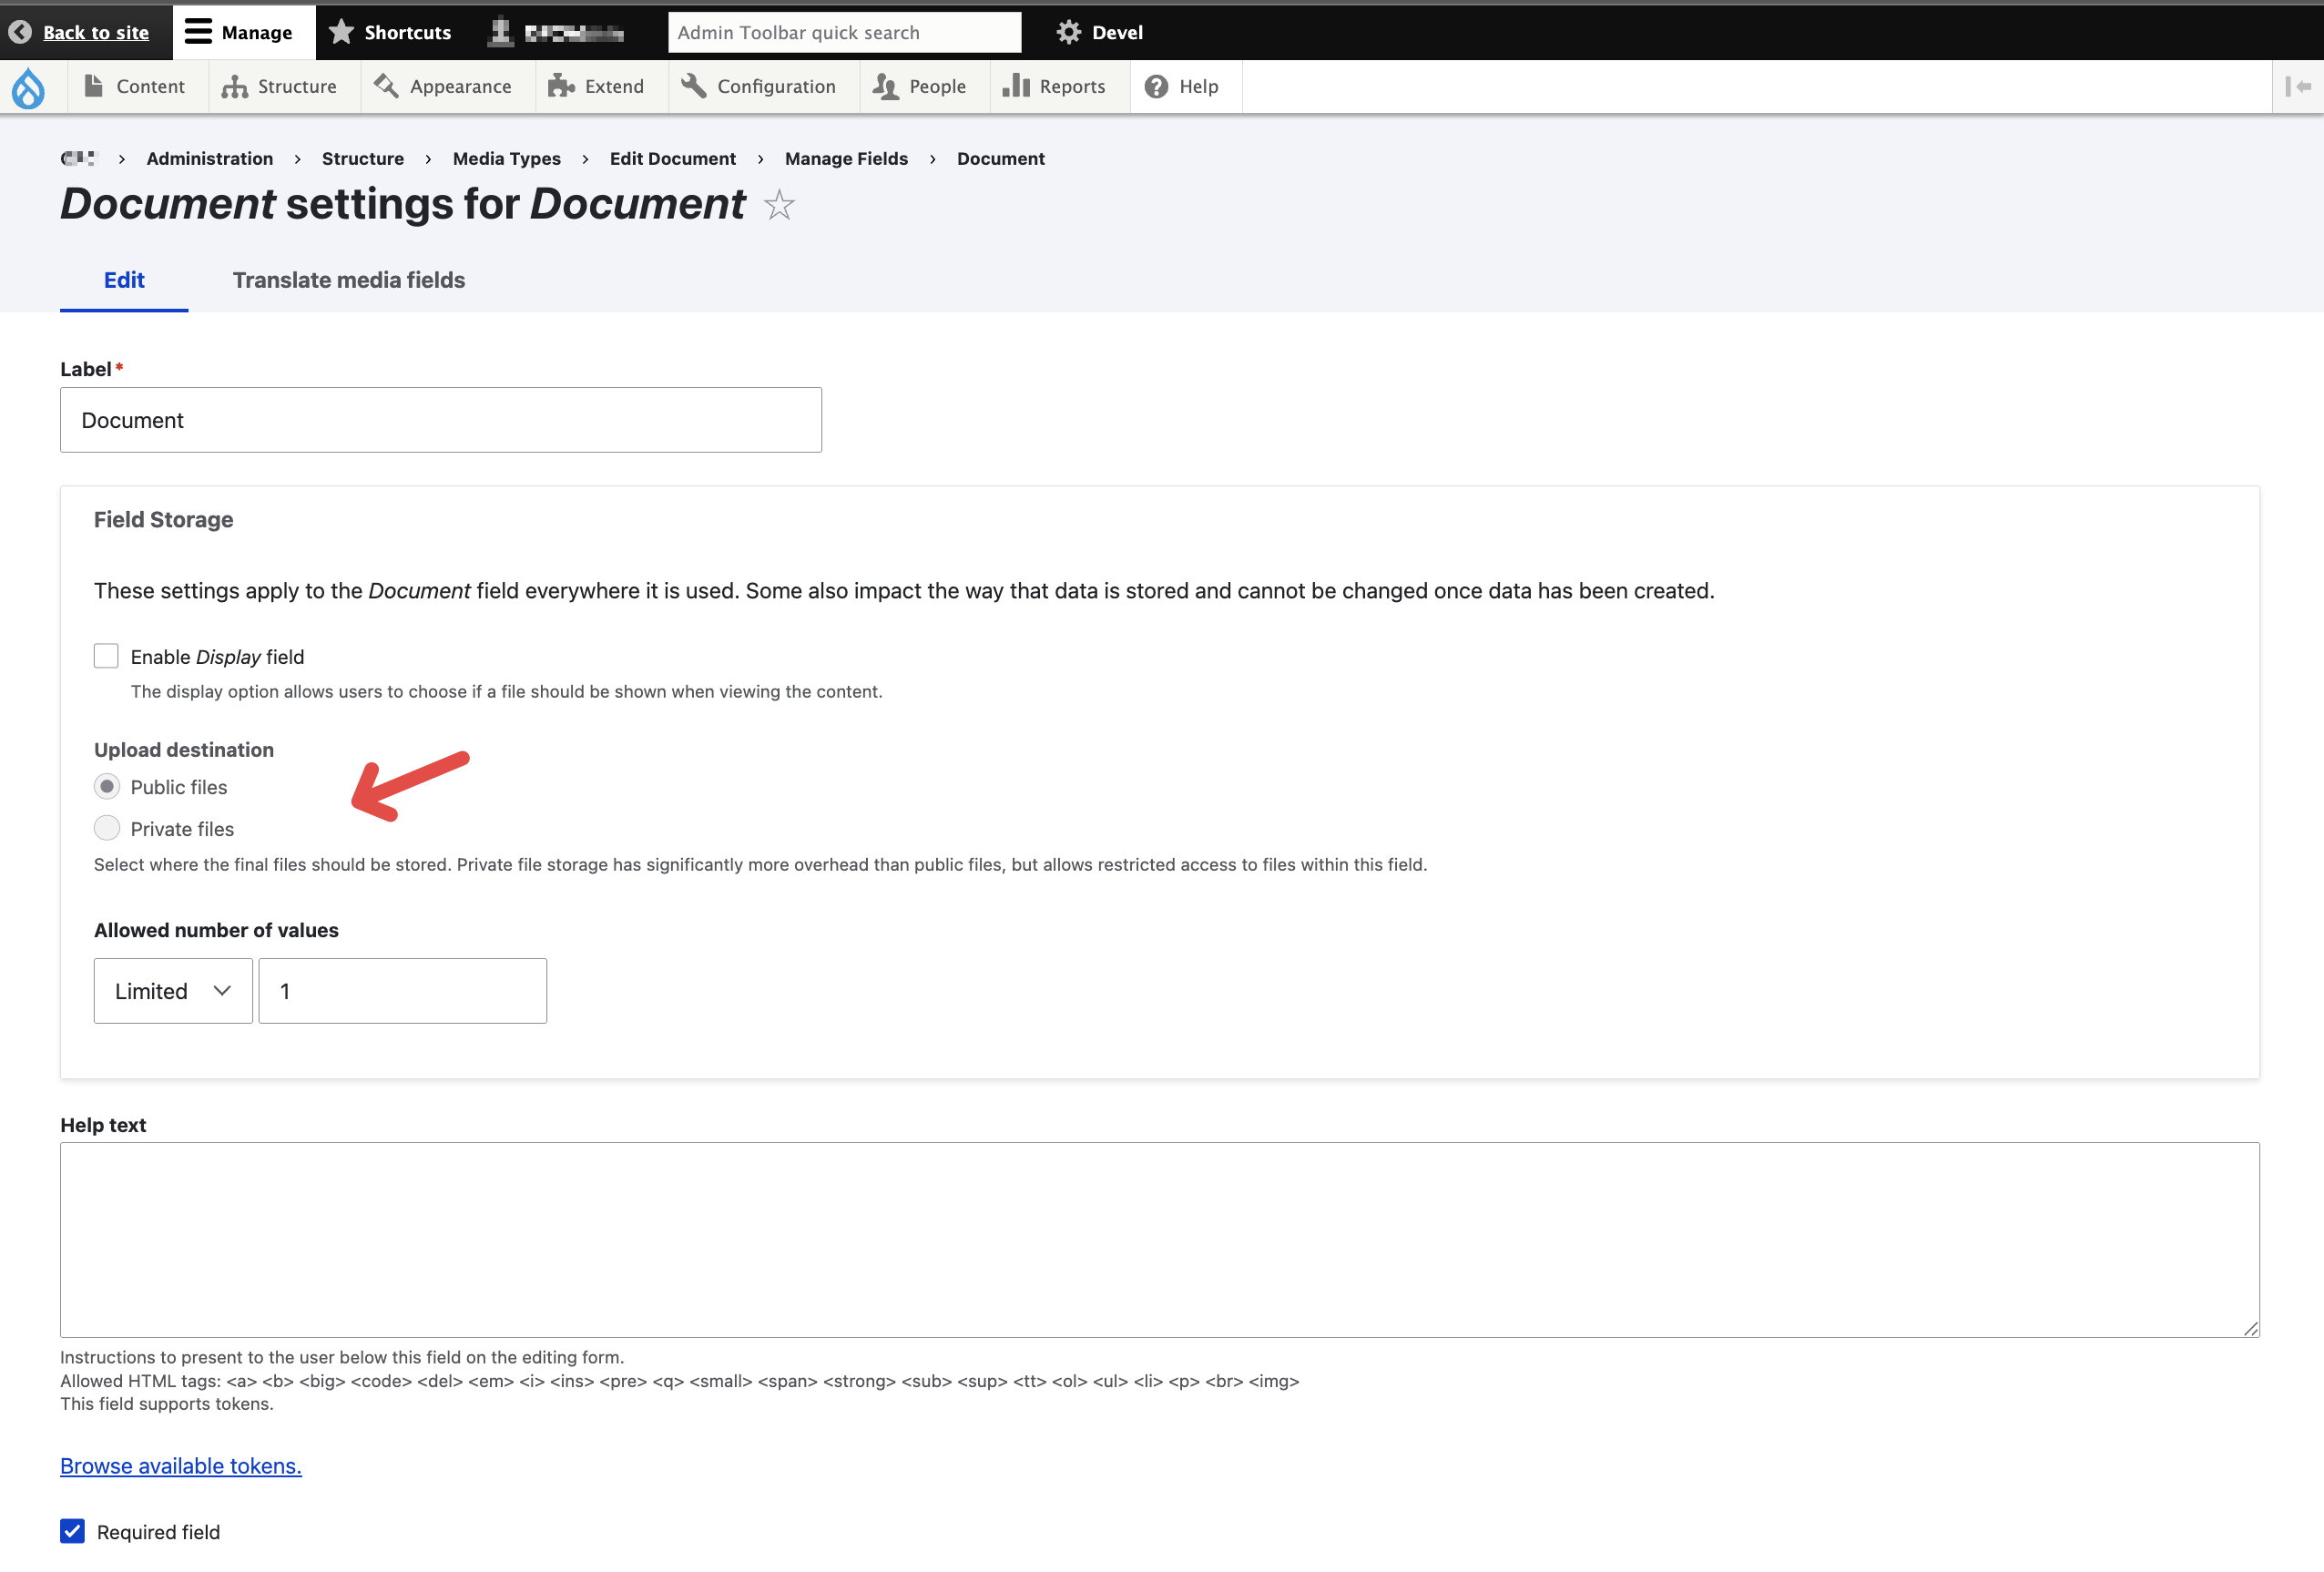 Back to site Manage Shortcuts Admin Toolbar quick search Devel
Content Structure Appearance Extend Configuration People Reports Help
› Administration › Structure › Media Types › Edit Document › Manage Fields › Document
Document settings for Document
Edit Translate media fields
Label*
Document
Field Storage
These settings apply to the Document field everywhere it is used. Some also impact the way that data is stored and cannot be changed once data has been created.
Enable Display field
The display option allows users to choose if a file should be shown when viewing the content.
Upload destination
Public files
Private files
Select where the final files should be stored. Private file storage has significantly more overhead than public files, but allows restricted access to files within this field.
Allowed number of values
Limited 1
Help text
Instructions to present to the user below this field on the editing form.
Allowed HTML tags: <a> <b> <big> <code> <del> <em> <i> <ins> <pre> <q> <small> <span> <strong> <sub> <sup> <tt> <ol> <ul> <li> <p> <br> <img>
This field supports tokens.
Browse available tokens.
Required field